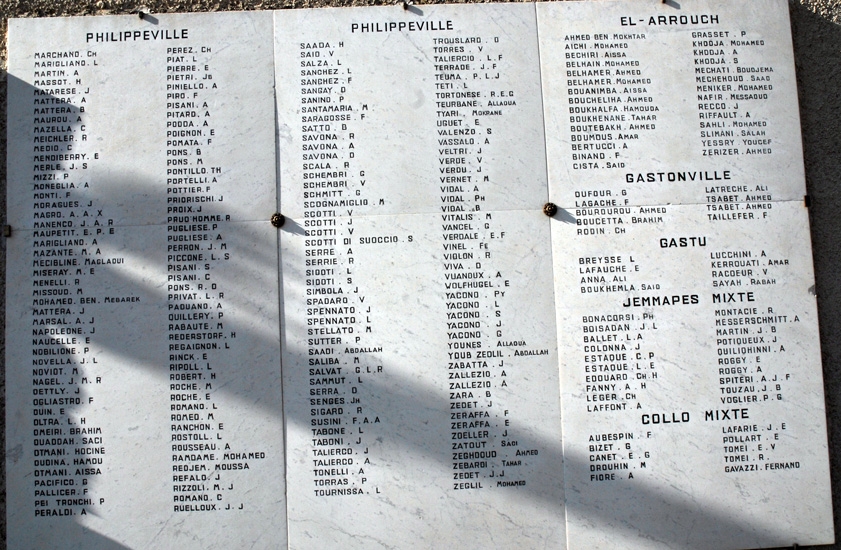 PHILIPPEVILLE
MARCHAND. CH
MARIGLIANO. L
MARTIN. A
MASSOT. H
MATARESE. J
MATTERA. A
MATTERA. B
MAUROU. A
MAZELLA. C
MEICHLER. R
MEDIO. C
MENDIBERRY. E
MERLE. J. S
MIZZI. P
MONEGLIA. A
MONTI. F
MORAGUES. J
MAGRO. A. A. X
MANENCO. J. A. R
MAUPETIT. E. P. E
MARIGLIANO. A
MAZANTE. M. A
MECIBLINE. MAGLAOUI
MISERAY. M. E
MENELLI. R
MISSOUD. M
MOHAMED. BEN. MEBAREK
MATTERA. J
MARSAL. A. J
NAPOLEONE. J
NAUCELLE. E
NOBILIONE. P
NOVELLA. J. L
NOVIOT. M
NAGEL. J. M. R
OETTLY. J
OGLIASTRO. F
OUIN. E
OLTRA. L. H
OMEIRI. BRAHIM
OUADDAH. SACI
OTMANI. HOCINE
OUDINA. HAMOU
OTMANI. AISSA
PACIFICO. G
PALLICER. F
PEI TRONCHI. P
PERALDI. A
PEREZ. CH
PIAT. L
PIERRE. E
PIETRI. JB
PINIELLO. A
PIRO. F
PISANI. A
PITARD. A
PODDA. A
POIGNON. E
POMATA. F
PONS. B
PONS. M
PONTILLO. TH
PORTELLI. A
POTTIER. F
PRIORISCHI. J
PROIX. J
PRUD'HOMME. R
PUGLIESE. P
PUGLIESE. A
PERRON. J. M
PICCONE. L. S
PISANI. S
PISANI. C
PONS. R. D
PRIVAT. L. R
PADUANO. A
QUILLERY. P
RABAUTE. M
REDERSTORF. H
REGAIGNON. L
RINCK. E
RIPOLL. L
ROBERT. H
ROCHE. M
ROCHE. E
ROMANO. L
ROMEO. M
RANCHON. E
ROSTOLL. L
ROUSSEAU. A
RAMDAME. MOHAMED
REDJEM. MOUSSA
REFALO. J
RIZZOLI. M. J
ROMANO. C
RUELLOUX. J. J
PHILIPPEVILLE
SAADA. H
SAID. V
SALZA. L
SANCHEZ. L
SANCHEZ. F
SANGAY. D
SANINO. P
SANTAMARIA. M
SARAGOSSE. F
SATTO. B
SAVONA. R
SAVONA. A
SAVONA. D
SCALA. R
SCHEMBRI. G
SCHEMBRI. V
SCHMITT. G
SCOGNAMIGLIO. M
SCOTTI. V
SCOTTI. J
SCOTTI. V
SCOTTI DI SUOCCIO. S
SERRE. A
SERRIE. R
SIDOTI. L
SIDOTI. S
SIMBOLA. J
SPADARO. V
SPENNATO. J
SPENNATO. L
STELLATO. M
SUTTER. P
SAADI. ABDALLAH
SALIBA. M
SALVAT. G. L. R
SAMMUT. L
SERRA. D
SENGES. JH
SIGARD. R
SUSINI. F. A. A
TABONE. L
TABONI. J
TALIERCO. J
TALIERCO. A
TONELLI. A
TORRAS. P
TOURNISSA. L
TROUSLARD. D
TORRES. V
TALIERCIO. L. F
TERRADE. J. F
TEUMA. P. L. J
TETI. L
TORTONÈSE. R. E. G
TEURBANE. ALLAOUA
TYARI. MOKRANE
UGUET. E
VALENZO. S
VASSALO. A
VELTRI. J
VERDE. V
VERDU. J
VERNET. M
VIDAL. A
VIDAL. PH
VIDAL. B
VITALIS. M
VANCEL. G
VERDALE. E. F
VINEL. FE
VIOLON. R
VIVA. D
VUANDUX. A
WOLFHUGEL. E
YACONO. PY
YACONO. L
YACONO. S
YACONO. J
YACONO. G
YOUNES. ALLAOUA
YOUB ZEOLIL. ABDALLAH
ZABATTA. J
ZALLEZIO. A
ZALLEZIO. A
ZARA. B
ZEDET. J
ZERAFFA. F
ZERAFFA. E
ZOELLER. J
ZATOUT. SACI
ZEGHDOUD. AHMED
ZEBARDI. TAHAR
ZEDET. J. J
ZEGLIL. MOHAMED
EL-ARROUCH
AHMED BEN. MOKHTAR
AICHI. MOHAMED
BECHIRI. AISSA
BELHAIN. MOHAMED
BELHAMER. AHMED
BELHAMER. MOHAMED
BOUANIMBA. AISSA
BOUCHELIHA. AHMED
BOUKHALFA. HAMOUDA
BOUKHENANE. TAHAR
BOUTEBAKH. AHMED
BOUMOUS. AMAR
BERTUCCI. A
BINAND. F
CISTA. SAID
GRASSET. P
KHODJA. MOHAMED
KHODJA. A
KHODJA. S
MECHATI. BOUDJEMA
MECHEHOUD. SAAD
MENIKER. MOHAMED
NAFIR. MESSAOUD
RECCO. J
RIFFAULT. A
SAHLI. MOHAMED
SLIMANI. SALAH
YESSRY. YOUCEF
ZERIZER. AHMED
GASTONVILLE
DUFOUR. G
LAGACHE. F
BOUROUROU. AHMED
BOUCETTA. BRAHIM
RODIN. CH
LATRECHE. ALI
TSABET. AHMED
TSABET. AHMED
TAILLEFER. F
GASTU
BREYSSE L
LAFAUCHE. E
ANNA. ALI
BOUKHEMLA. SAID
LUCCHINI. A
KERROUATI. AMAR
RACOEUR. V
SAYAH. RABAH
JEMMAPES MIXTE
BONACORSI. PH
BOISADAN. J. L
BALLET. L. A
COLONNA. J
ESTAQUE. C. P
ESTAQUE. L. E
EDOUARD. CH. H
FANNY. A. H
LEGER. CH
LAFFONT. A
MONTACIE. R
MESSERSCHMITT. A
MARTIN. J. B
POTIQUEUX. J
QUILIQHINNI. A
ROGGY. E
ROGGY. A
SPITÉRI. A. J. F
TOUZAU. J. B
VOGLIER. P. G
COLLO MIXTE
AUBESPIN. F
BIZET. G
CANET. E. G
DROUHIN. M
FIORE. A
LAFARIE. J. E
POLLART. E
TOMEI. E. V
TOMEI. R.
GAVAZZI. FERNAND